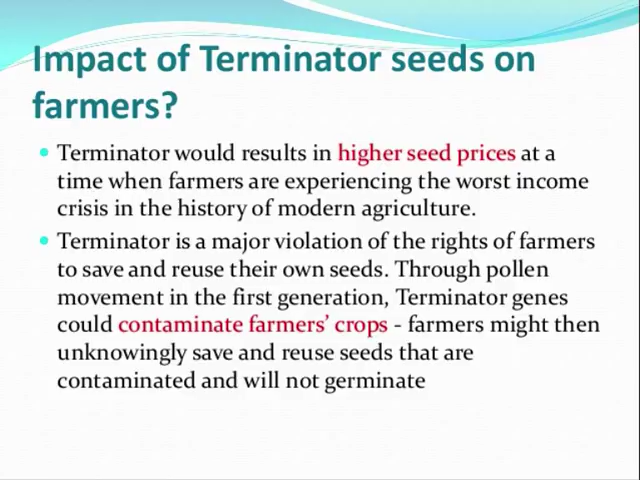 Impact of Terminator seeds on
farmers?
• Terminator would results in higher seed prices at a
time when farmers are experiencing the worst income
crisis in the history of modern agriculture.
• Terminator is a major violation of the rights of farmers
to save and reuse their own seeds. Through pollen
movement in the first generation, Terminator genes
could contaminate farmers’ crops - farmers might then
unknowingly save and reuse seeds that are
contaminated and will not germinate